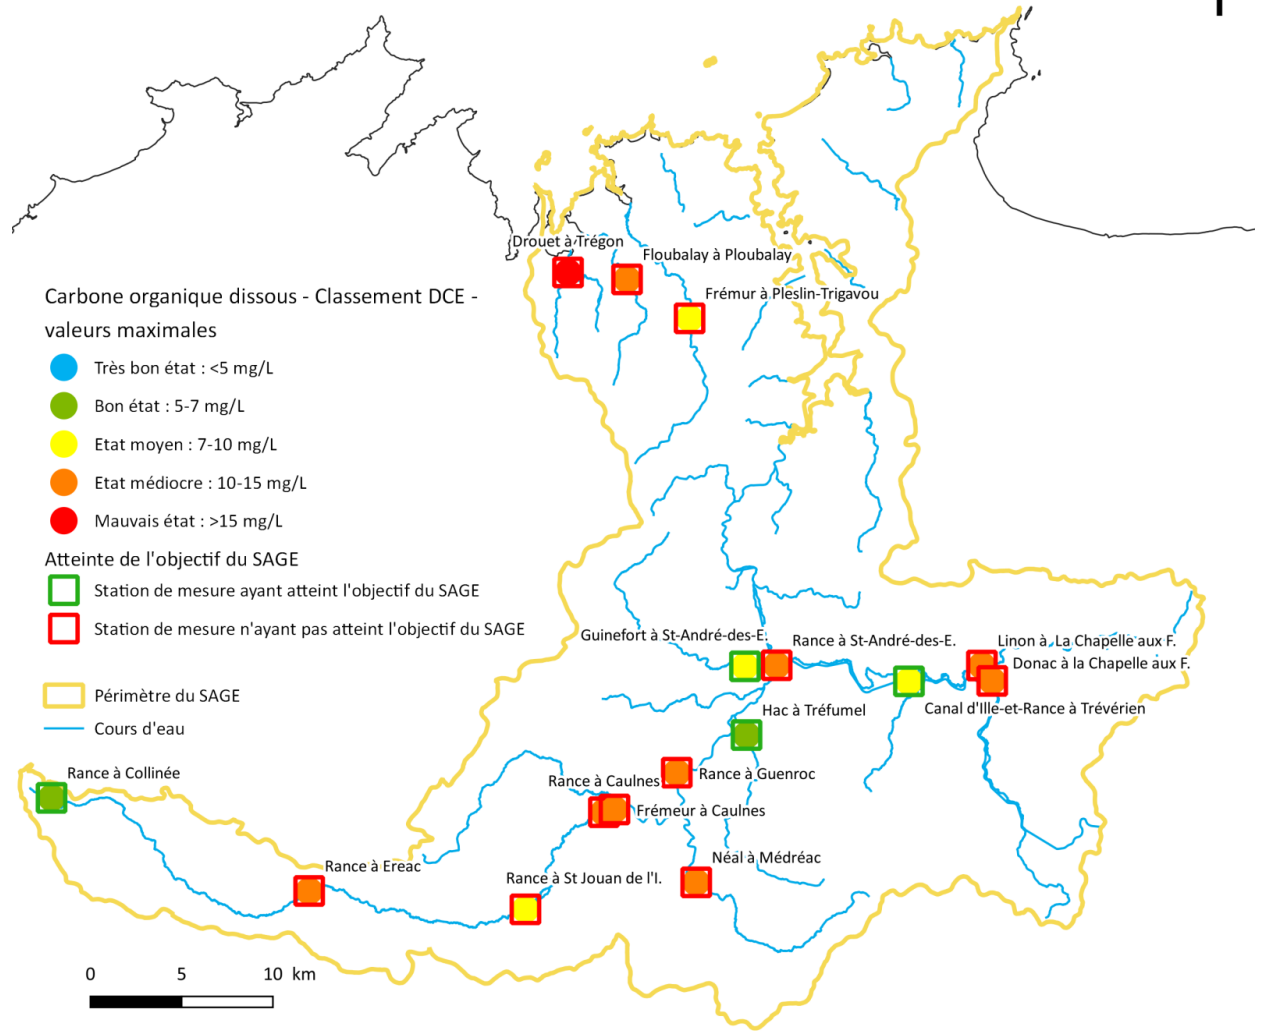 Drouet à Trégon
Floubalay à Ploubalay
Frémur à Pleslin-Trigavou
Carbone organique dissous - Classement DCE -
valeurs maximales
Très bon état : <5 mg/L
Bon état : 5-7 mg/L
Etat moyen : 7-10 mg/L
Etat médiocre : 10-15 mg/L
Mauvais état : >15 mg/L
Atteinte de l'objectif du SAGE
Station de mesure ayant atteint l'objectif du SAGE
Station de mesure n'ayant pas atteint l'objectif du SAGE
Périmètre du SAGE
Cours d'eau
Guinefort à St-André-des-E.
Rance à St-André-des-E.
Linon à La Chapelle aux F.
Donac à la Chapelle aux F.
Canal d'Ille-et-Rance à Trévérien
Hac à Tréfumel
Rance à Collinée
Rance à Caulnes
Rance à Guenroc
Frémeur à Caulnes
Rance à Ereac
Rance à St Jouan de l'I.
Néal à Médréac
0 5 10 km